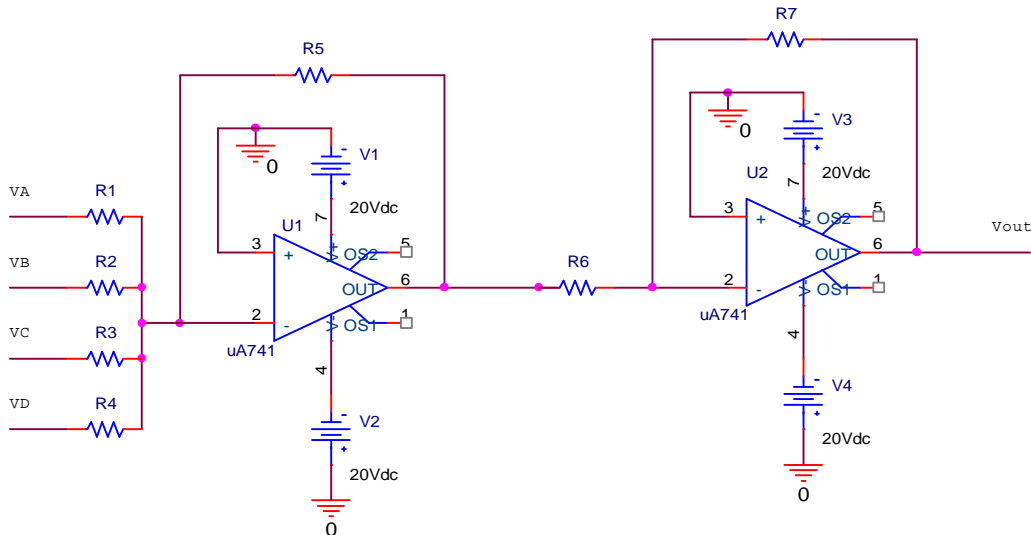 R7
R5
V3
V1
0
0
U2
20Vdc
7
R1
VA
20Vdc
7
U1
3
+
V+
OS2
5
R2
VB
3
+
V+
OS2
5
OUT
6
Vout
OUT
6
R6
2
-
V-
OS1
1
R3
VC
2
-
V-
OS1
1
uA741
uA741
4
4
R4
VD
-
V4
+
-
V2
+
20Vdc
20Vdc
0
0